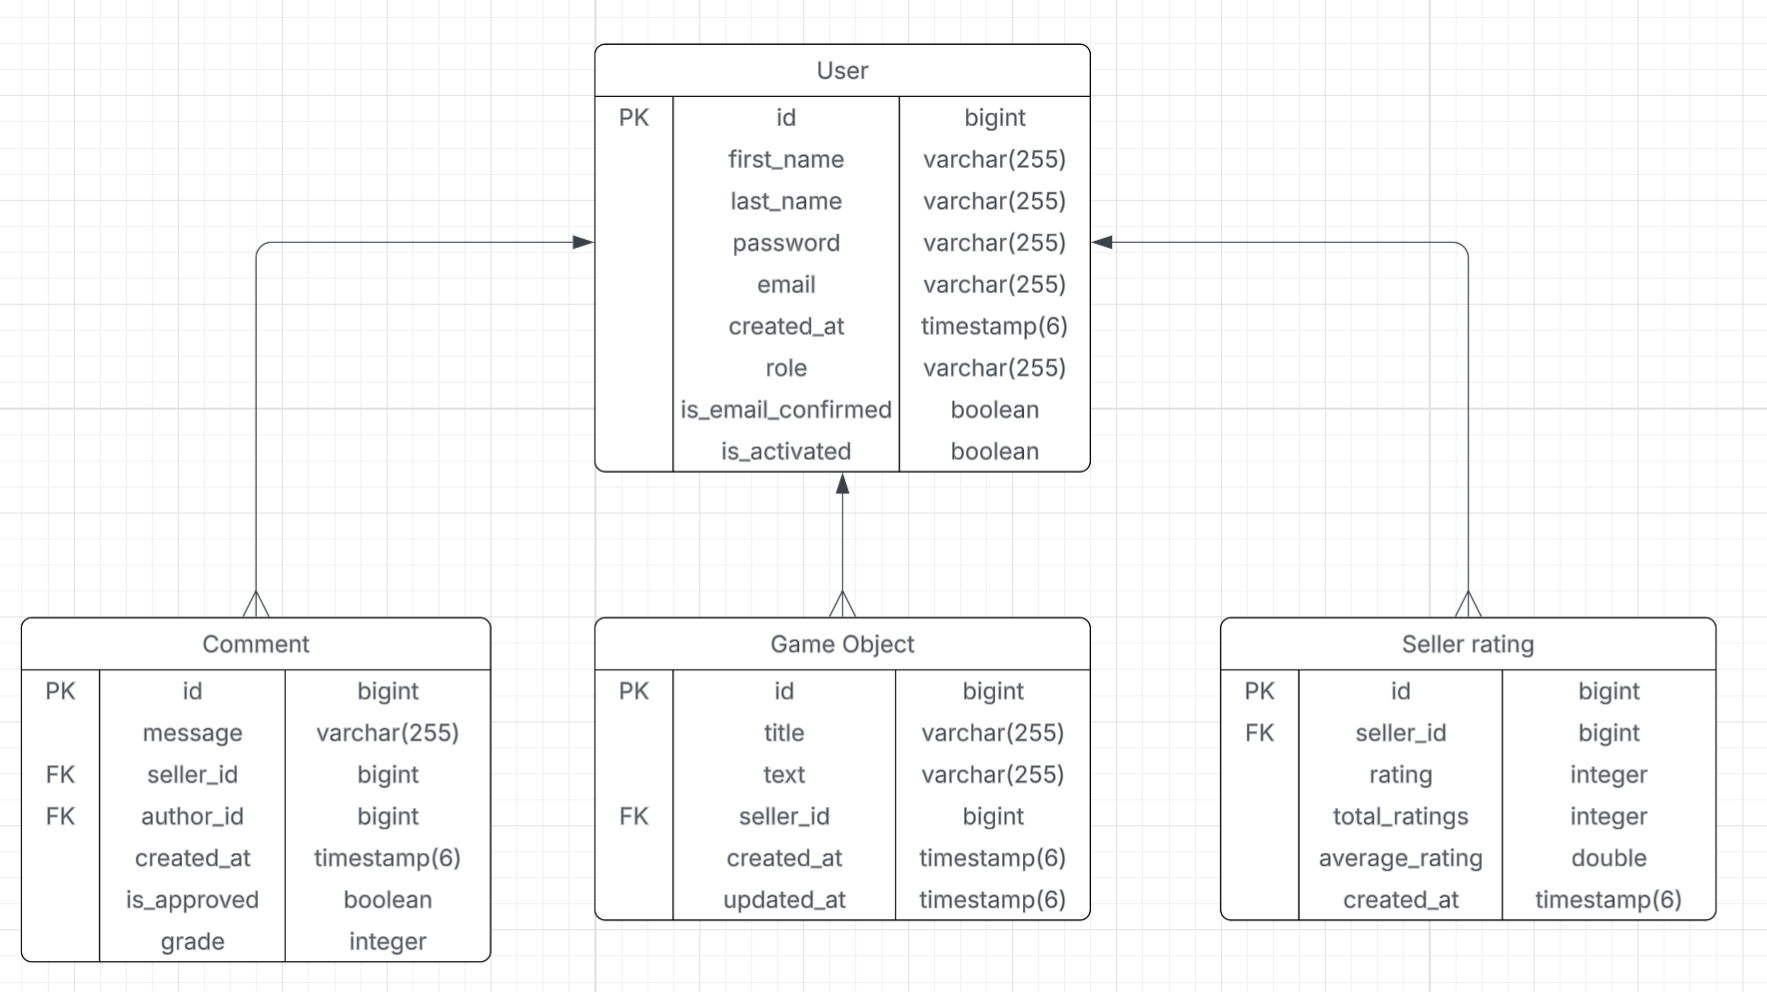 User
PK id bigint
first_name varchar(255)
last_name varchar(255)
password varchar(255)
email varchar(255)
created_at timestamp(6)
role varchar(255)
is_email_confirmed boolean
is_activated boolean
Comment
PK id bigint
message varchar(255)
FK seller_id bigint
FK author_id bigint
created_at timestamp(6)
is_approved boolean
grade integer
Game Object
PK id bigint
title varchar(255)
text varchar(255)
FK seller_id bigint
created_at timestamp(6)
updated_at timestamp(6)
Seller rating
PK id bigint
FK seller_id bigint
rating integer
total_ratings integer
average_rating double
created_at timestamp(6)